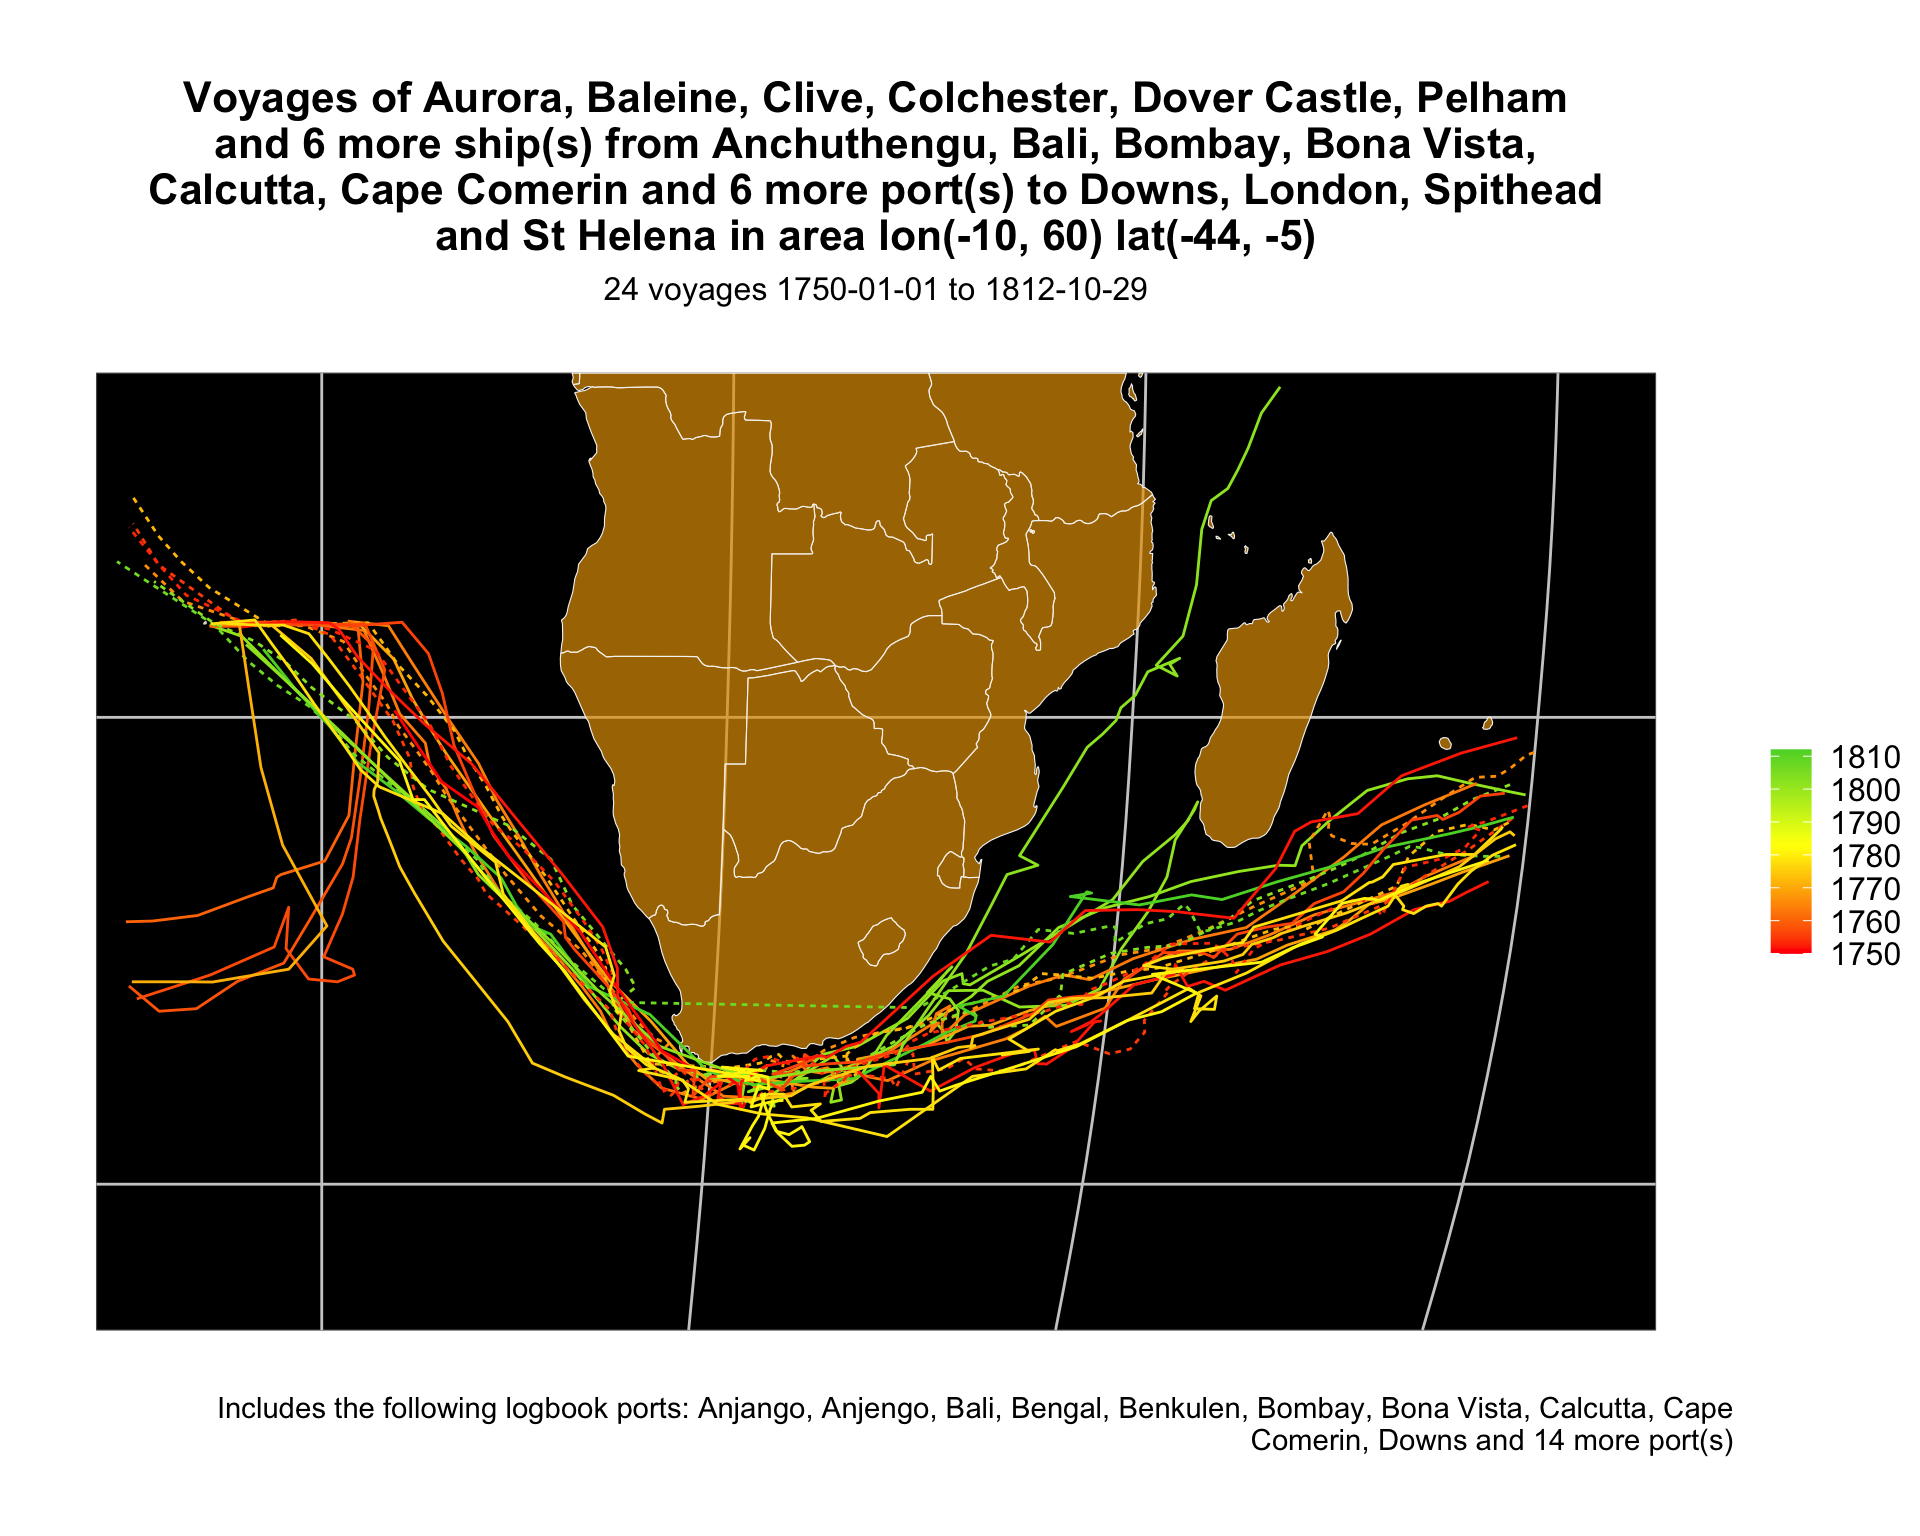 Voyages of Aurora, Baleine, Clive, Colchester, Dover Castle, Pelham
and 6 more ship(s) from Anchuthengu, Bali, Bombay, Bona Vista,
Calcutta, Cape Comerin and 6 more port(s) to Downs, London, Spithead
and St Helena in area lon(-10, 60) lat(-44, -5)
24 voyages 1750-01-01 to 1812-10-29
1810
1800
1790
1780
1770
1760
1750
Includes the following logbook ports: Anjango, Anjengo, Bali, Bengal, Benkulen, Bombay, Bona Vista, Calcutta, Cape
Comerin, Downs and 14 more port(s)